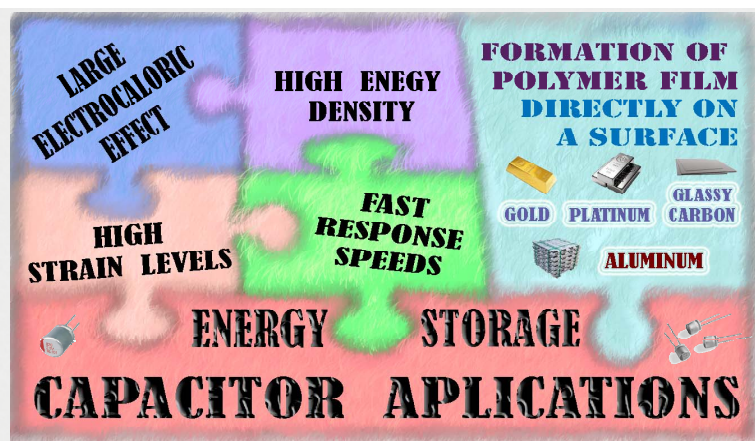 LARGE
ELECTROCALORIC
EFFECT
HIGH ENEGY
DENSITY
FORMATION OF
POLYMER FILM
DIRECTLY ON
A SURFACE
GOLD
PLATINUM
GLASSY
CARBON
ALUMINUM
HIGH
STRAIN LEVELS
FAST
RESPONSE
SPEEDS
ENERGY STORAGE
CAPACITOR APLICATIONS